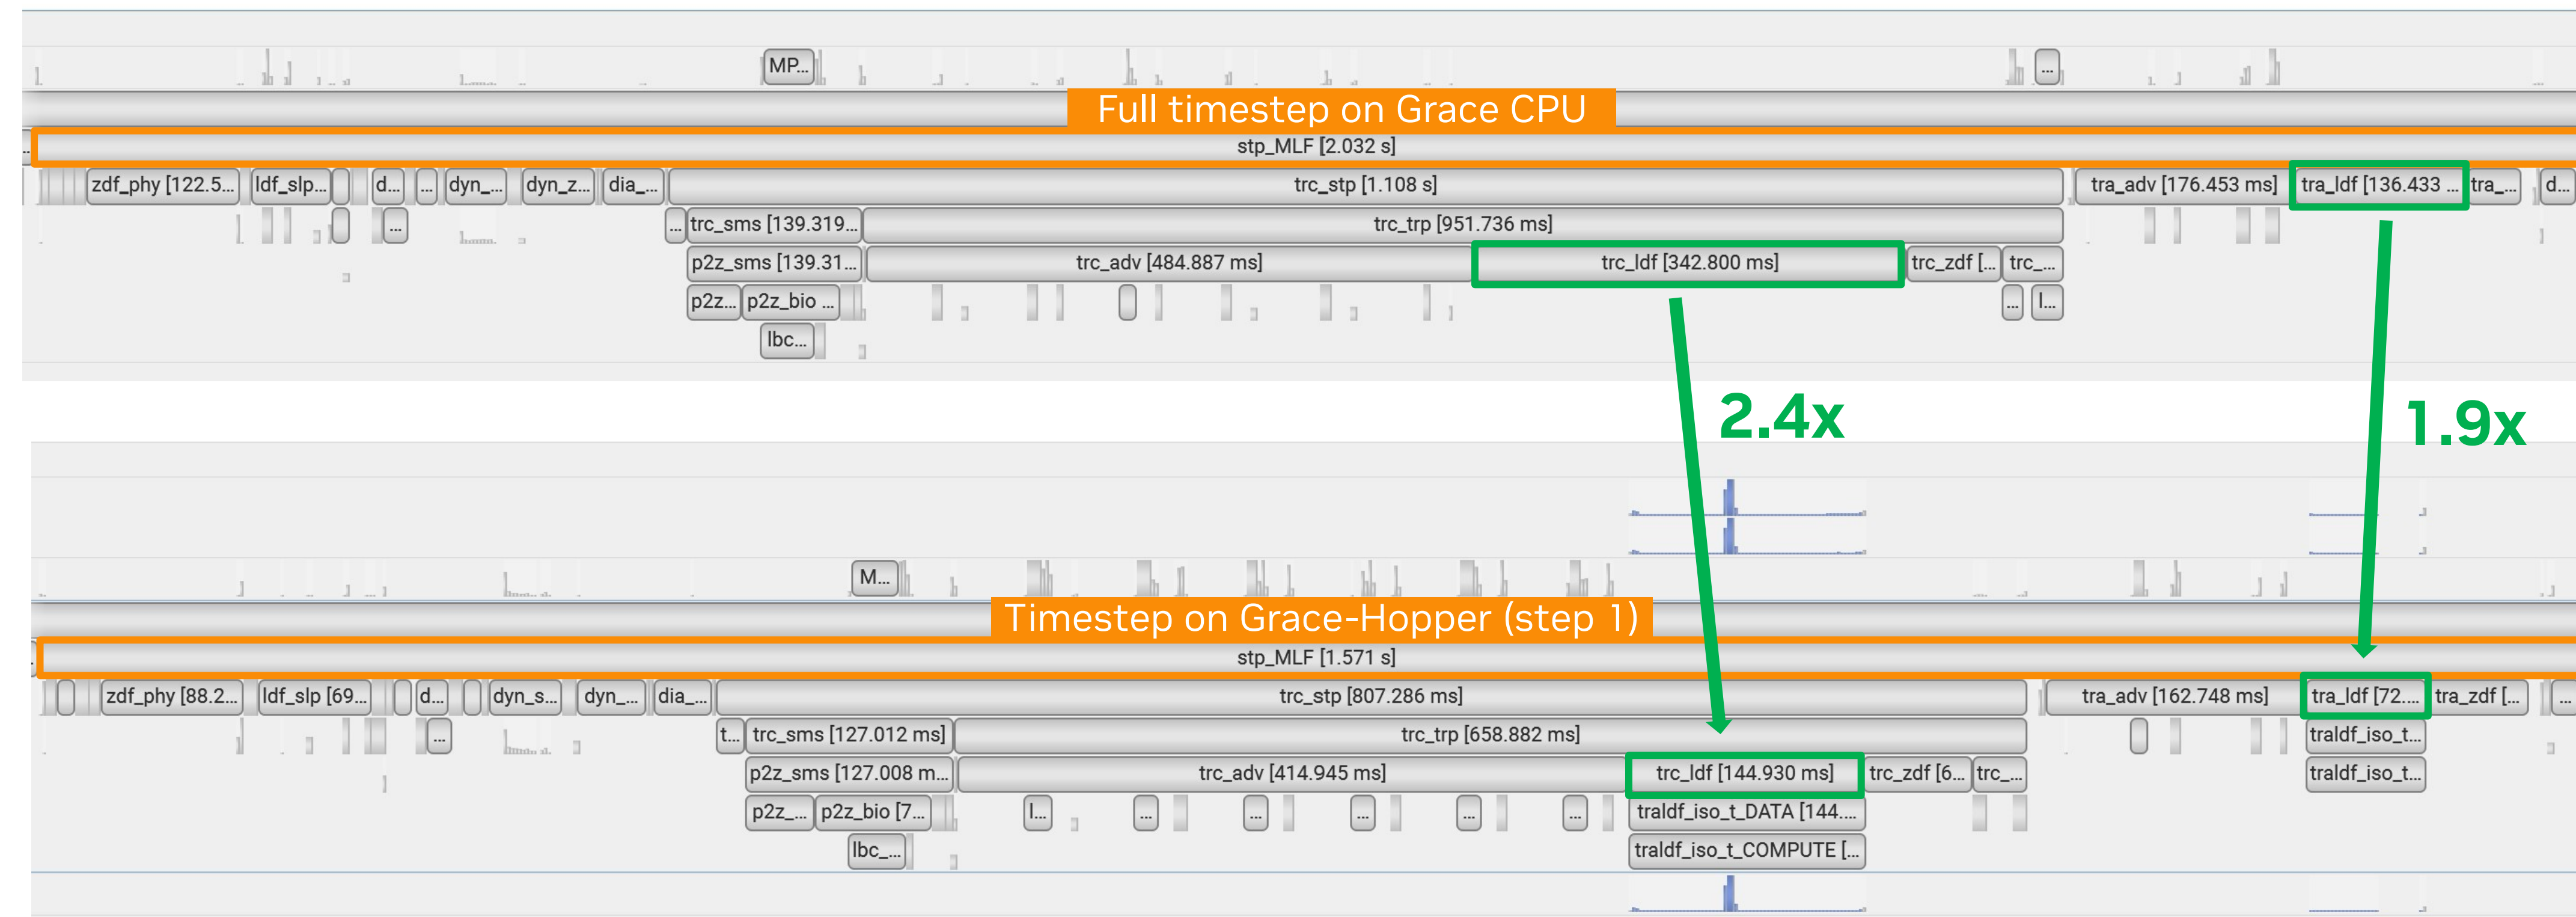 MP...
...
Full timestep on Grace CPU
...
stp_MLF [2.032 s]
zdf_phy [122.5... ldf_slp... d... ... dyn_... dyn_z... dia_... trc_stp [1.108 s] tra_adv [176.453 ms] tra_ldf [136.433 ... tra_... d...
... ... trc_sms [139.319... trc_trp [951.736 ms]
p2z_sms [139.31... trc_adv [484.887 ms] trc_ldf [342.800 ms] trc_zdf [... trc_...
p2z... p2z_bio ... ... l...
lbc...
2.4x
1.9x
M...
Timestep on Grace-Hopper (step 1)
stp_MLF [1.571 s]
zdf_phy [88.2... ldf_slp [69... d... dyn_s... dyn_... dia_... trc_stp [807.286 ms] tra_adv [162.748 ms] tra_ldf [72.... tra_zdf [... ...
... t... trc_sms [127.012 ms] trc_trp [658.882 ms] traldf_iso_t...
p2z_sms [127.008 m... trc_adv [414.945 ms] trc_ldf [144.930 ms] trc_zdf [6... trc_... traldf_iso_t...
p2z_... p2z_bio [7... l... ... ... ... ... ... traldf_iso_t_DATA [144....
lbc_... traldf_iso_t_COMPUTE [...